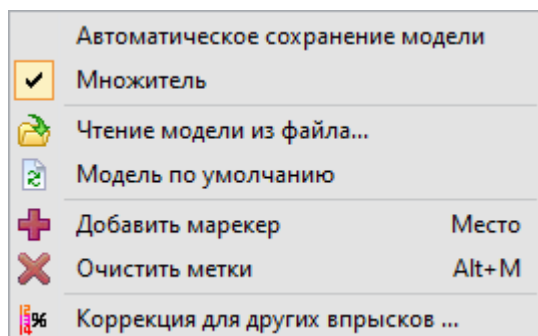 Автоматическое сохранение модели
Множитель
Чтение модели из файла...
Модель по умолчанию
Добавить марекер Место
Очистить метки Alt+M
% Коррекция для других впрысков ...